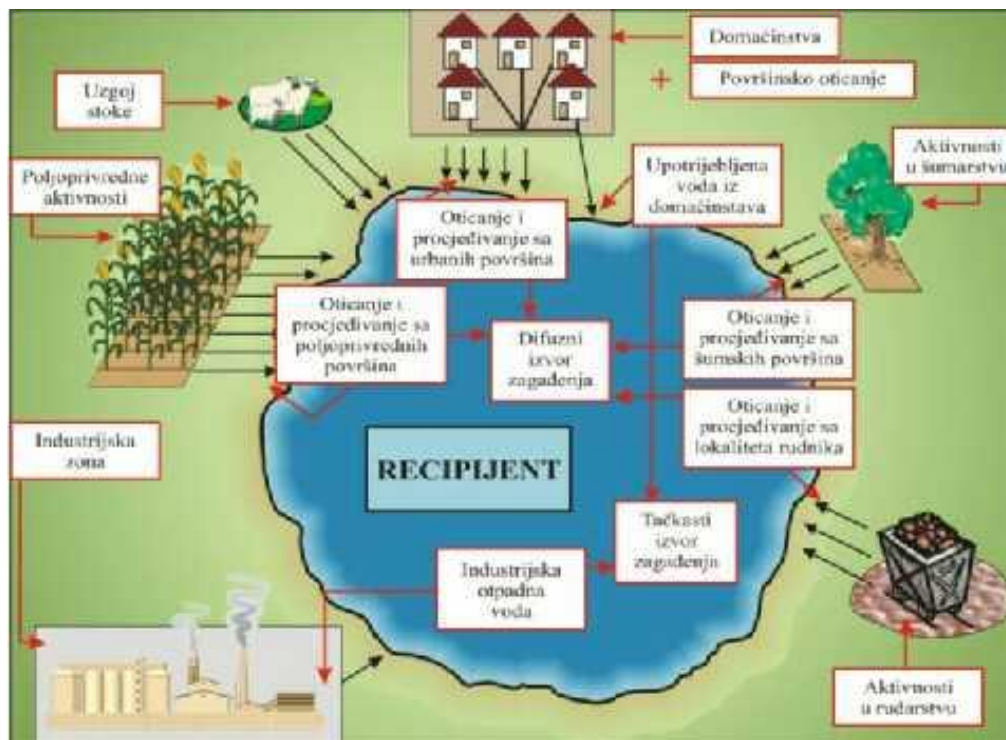 Domaćinstva
+
Površinsko oticanje
Uzgoj
stoke
Poljoprivredne
aktivnosti
Aktivnosti
u šumarstvu
Upotrijebljena
voda iz
domaćinstava
Oticanje i
procjeđivanje sa
urbanih površina
Oticanje i
procjeđivanje sa
poljoprivrednih
površina
Difuzni
izvor
zagađenja
Oticanje i
procjeđivanje sa
šumskih površina
Oticanje i
procjeđivanje sa
lokaliteta rudnika
Industrijska
zona
RECIPIJENT
Tačkasti
izvor
zagađenja
Industrijska
otpadna
voda
Aktivnosti
u rudarstvu